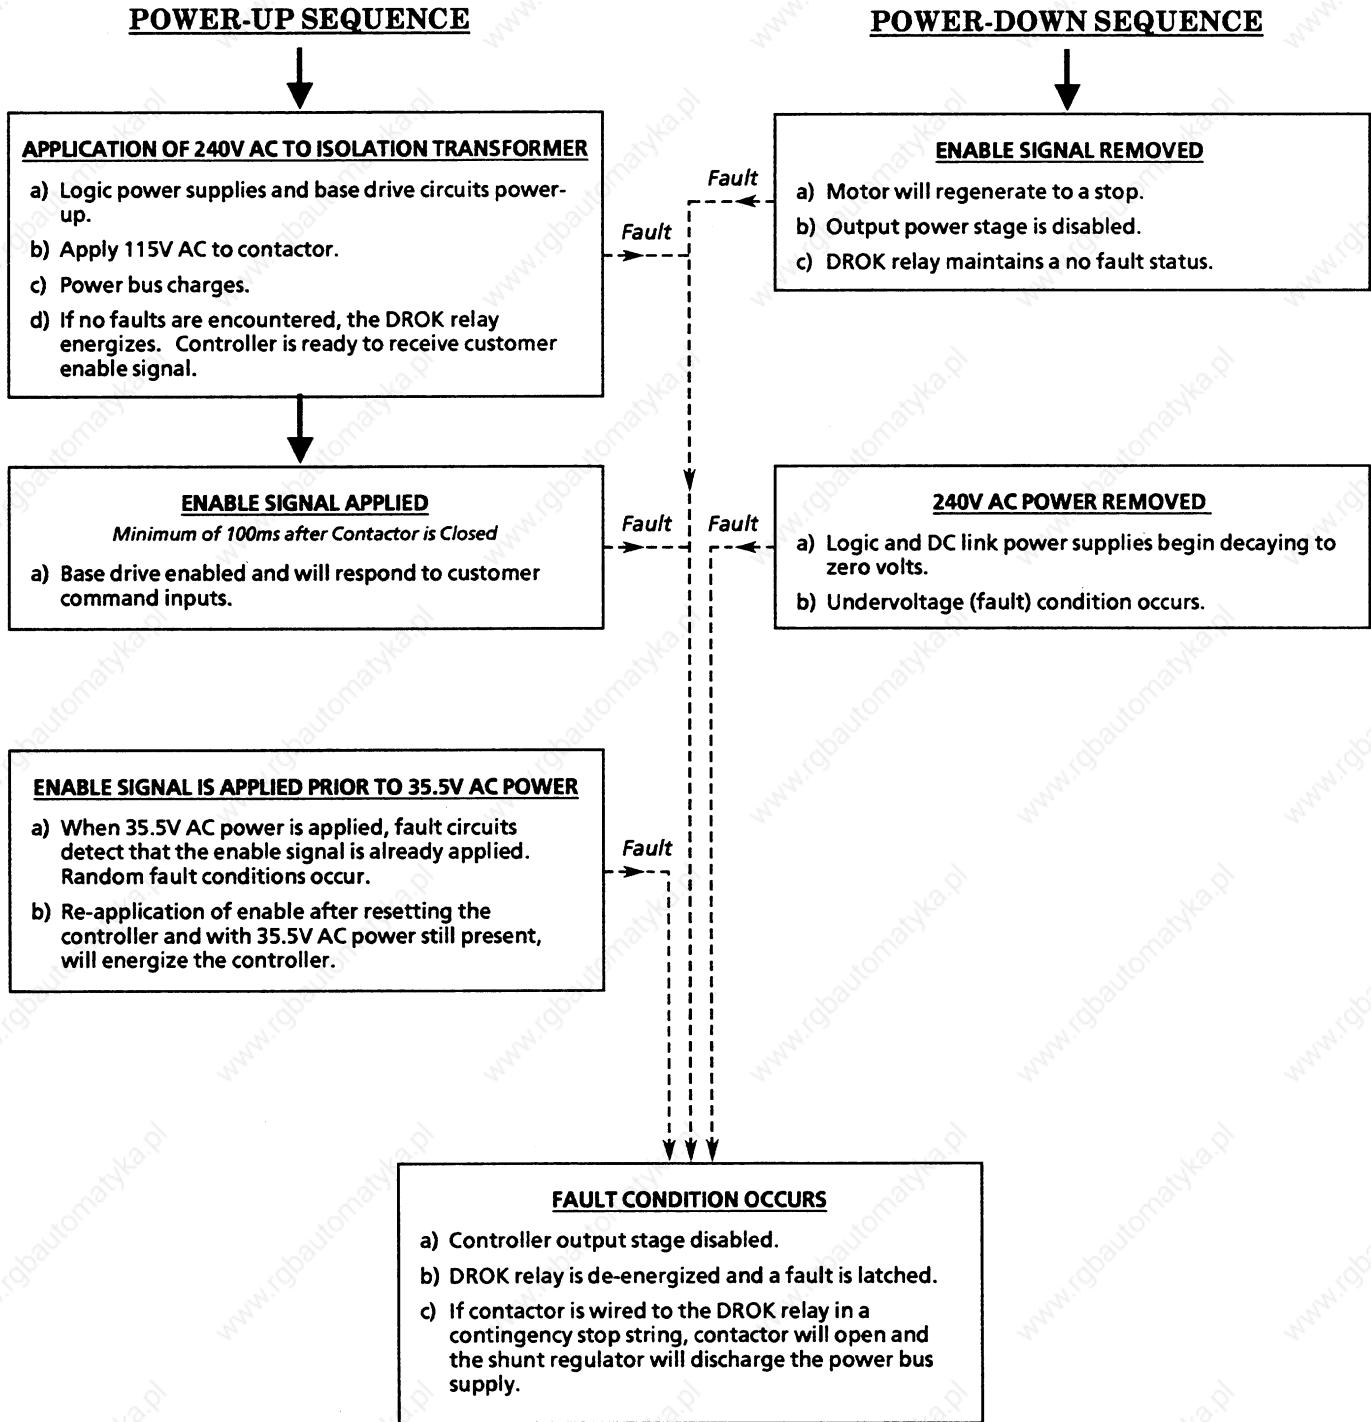 POWER-UP SEQUENCE
APPLICATION OF 240V AC TO ISOLATION TRANSFORMER
a) Logic power supplies and base drive circuits power-
up.
b) Apply 115V AC to contactor.
c) Power bus charges.
d) If no faults are encountered, the DROK relay
energizes. Controller is ready to receive customer
enable signal.
Fault
ENABLE SIGNAL APPLIED
Minimum of 100ms after Contactor is Closed
a) Base drive enabled and will respond to customer
command inputs.
Fault
ENABLE SIGNAL IS APPLIED PRIOR TO 35.5V AC POWER
a) When 35.5V AC power is applied, fault circuits
detect that the enable signal is already applied.
Random fault conditions occur.
b) Re-application of enable after resetting the
controller and with 35.5V AC power still present,
will energize the controller.
Fault
POWER-DOWN SEQUENCE
Fault
ENABLE SIGNAL REMOVED
a) Motor will regenerate to a stop.
b) Output power stage is disabled.
c) DROK relay maintains a no fault status.
Fault
240V AC POWER REMOVED
a) Logic and DC link power supplies begin decaying to
zero volts.
b) Undervoltage (fault) condition occurs.
FAULT CONDITION OCCURS
a) Controller output stage disabled.
b) DROK relay is de-energized and a fault is latched.
c) If contactor is wired to the DROK relay in a
contingency stop string, contactor will open and
the shunt regulator will discharge the power bus
supply.
www.rgbautomatyka.pl